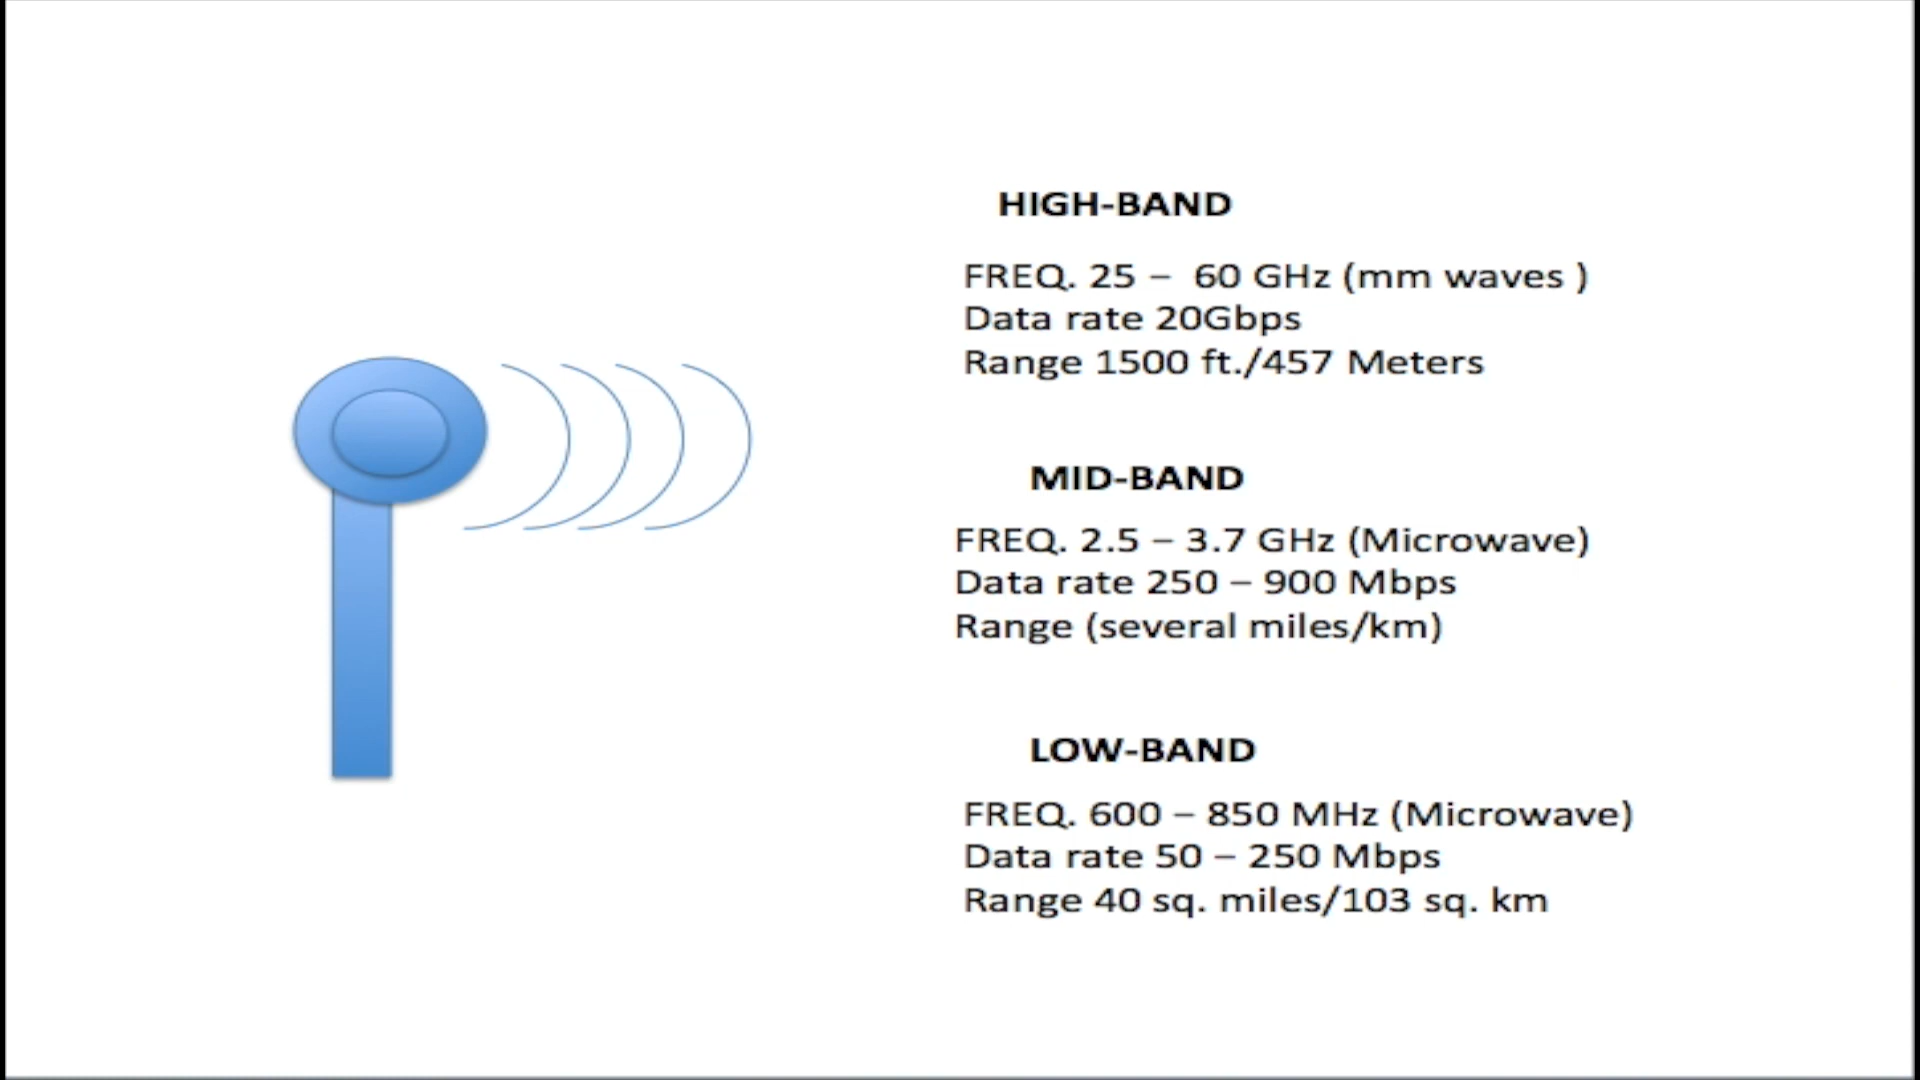 HIGH-BAND
FREQ. 25 –  60 GHz (mm waves )
Data rate 20Gbps
Range 1500 ft./457 Meters
MID-BAND
FREQ. 2.5 – 3.7 GHz (Microwave)
Data rate 250 – 900 Mbps
Range (several miles/km)
LOW-BAND
FREQ. 600 – 850 MHz (Microwave)
Data rate 50 – 250 Mbps
Range 40 sq. miles/103 sq. km